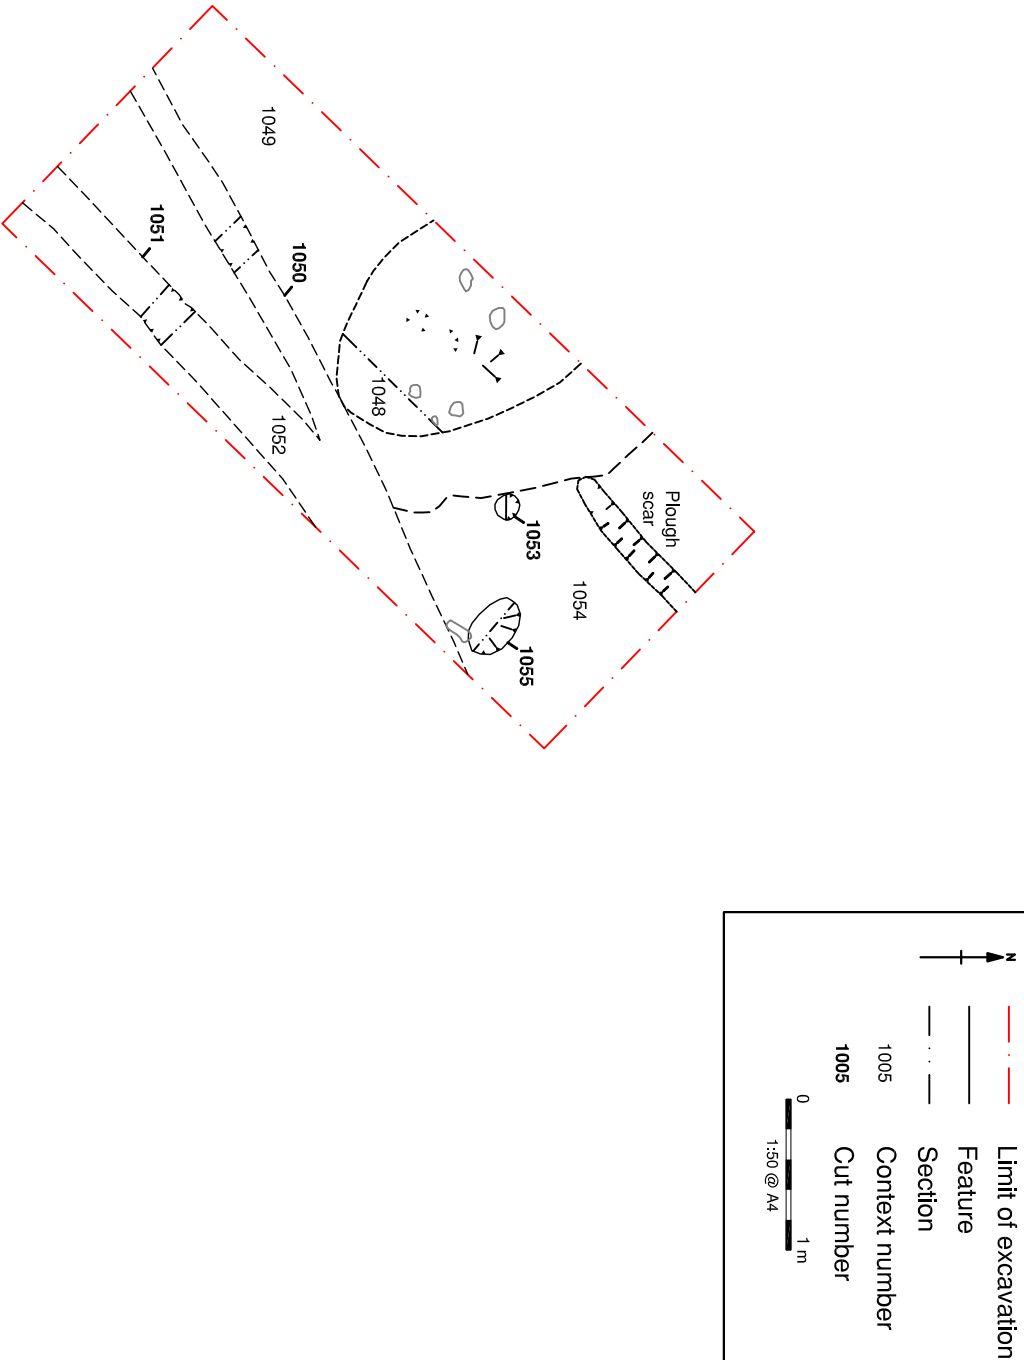 Plough
scar
1053
1054
1055
1048
1049
1050
1052
1051
N
Limit of excavation
Feature
Section
1005 Context number
1005 Cut number
0 1 m
1:50 @ A4